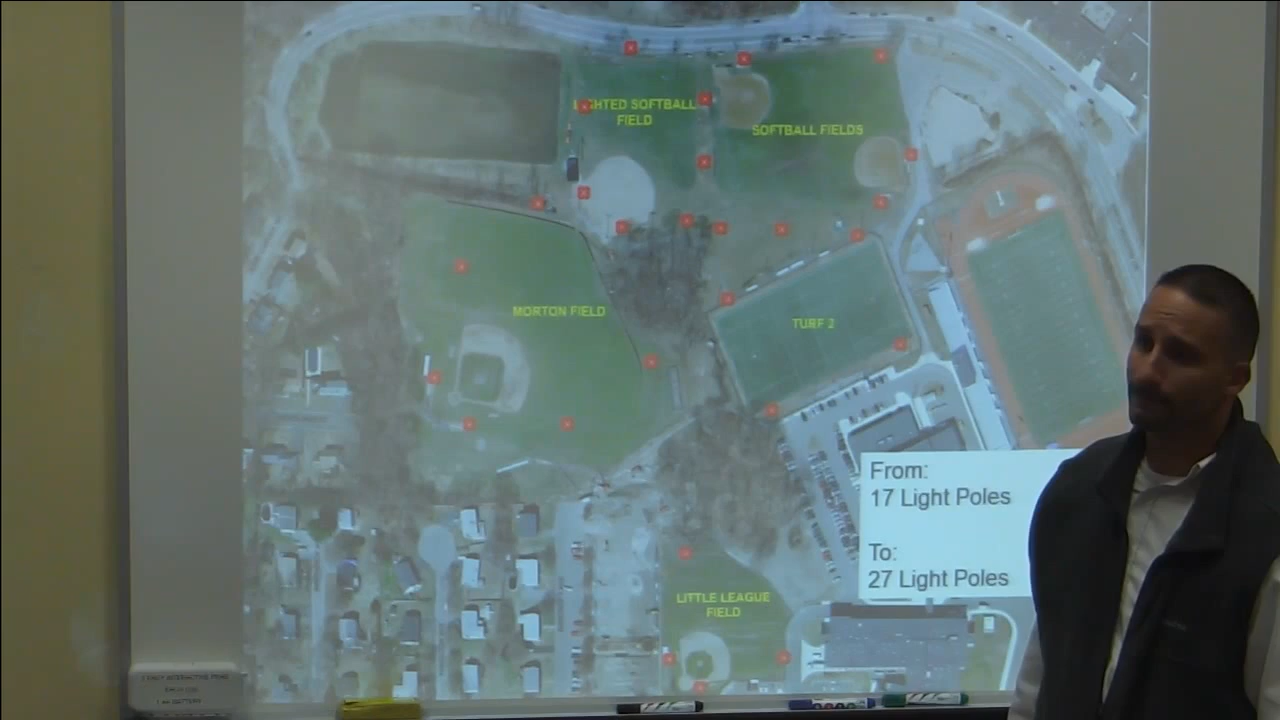 LIGHTED SOFTBALL
FIELD
SOFTBALL FIELDS
MORTON FIELD
TURF 2
From:
17 Light Poles
To:
27 Light Poles
LITTLE LEAGUE
FIELD